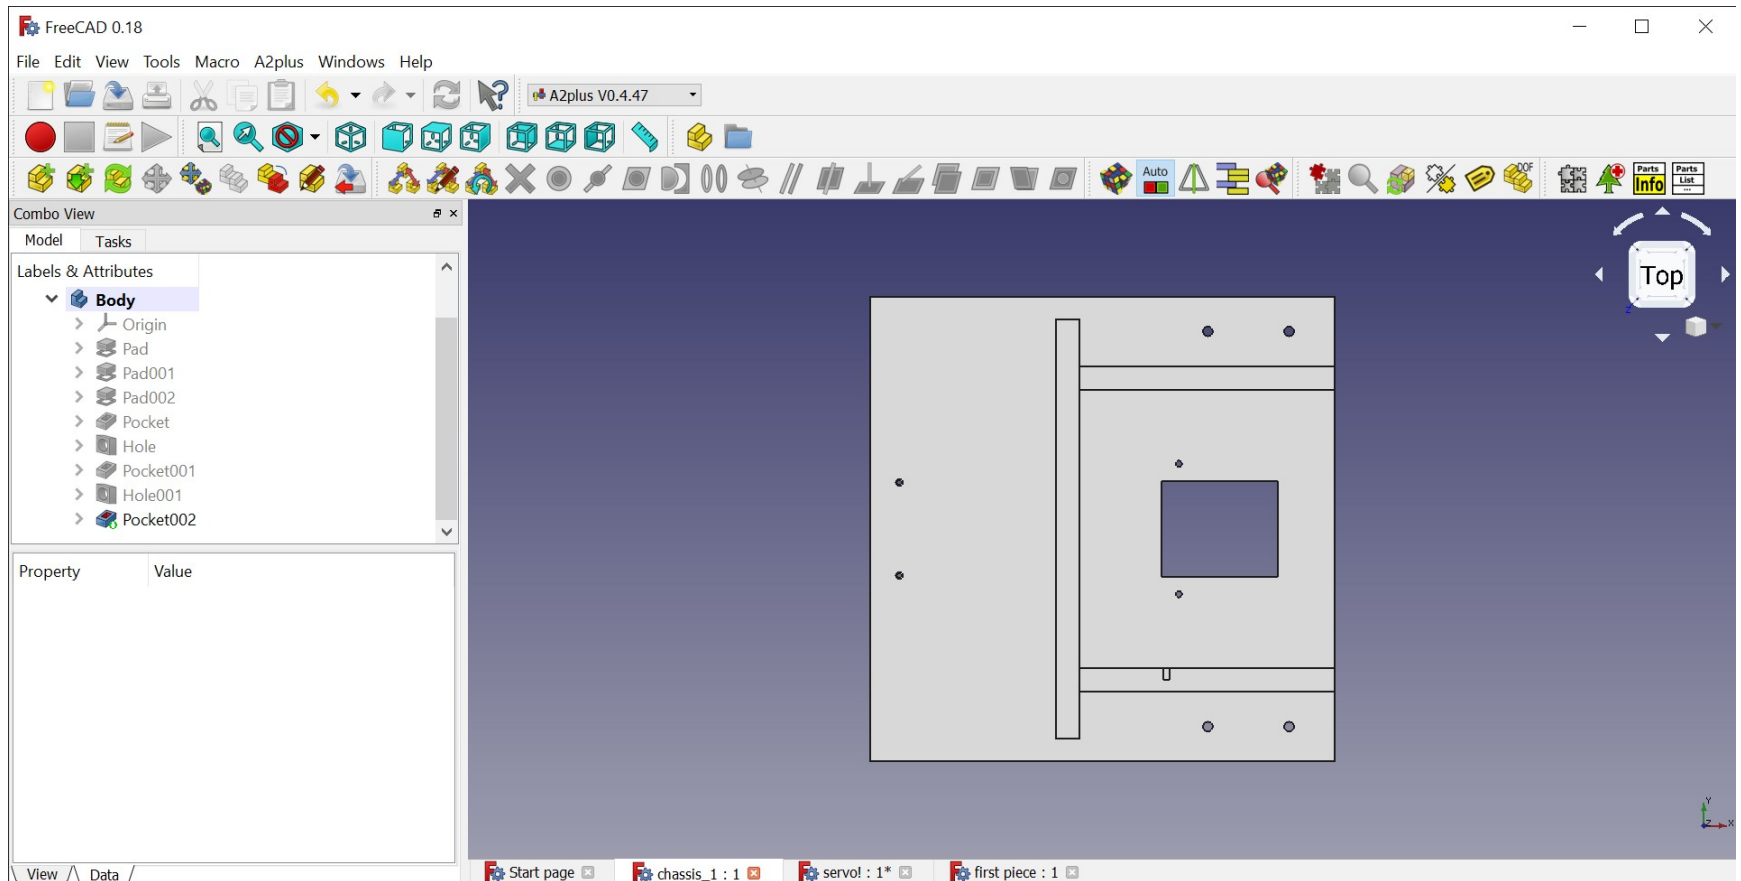 FreeCAD 0.18
File Edit View Tools Macro A2plus Windows Help
A2plus V0.4.47
Auto
DOF
Parts
Info
Parts
List
...
Combo View
Model Tasks
Labels & Attributes
Body
Origin
Pad
Pad001
Pad002
Pocket
Hole
Pocket001
Hole001
Pocket002
Property Value
View Data
Top
Z
Y
Z X
Start page
chassis_1 : 1
servo! : 1*
first piece : 1